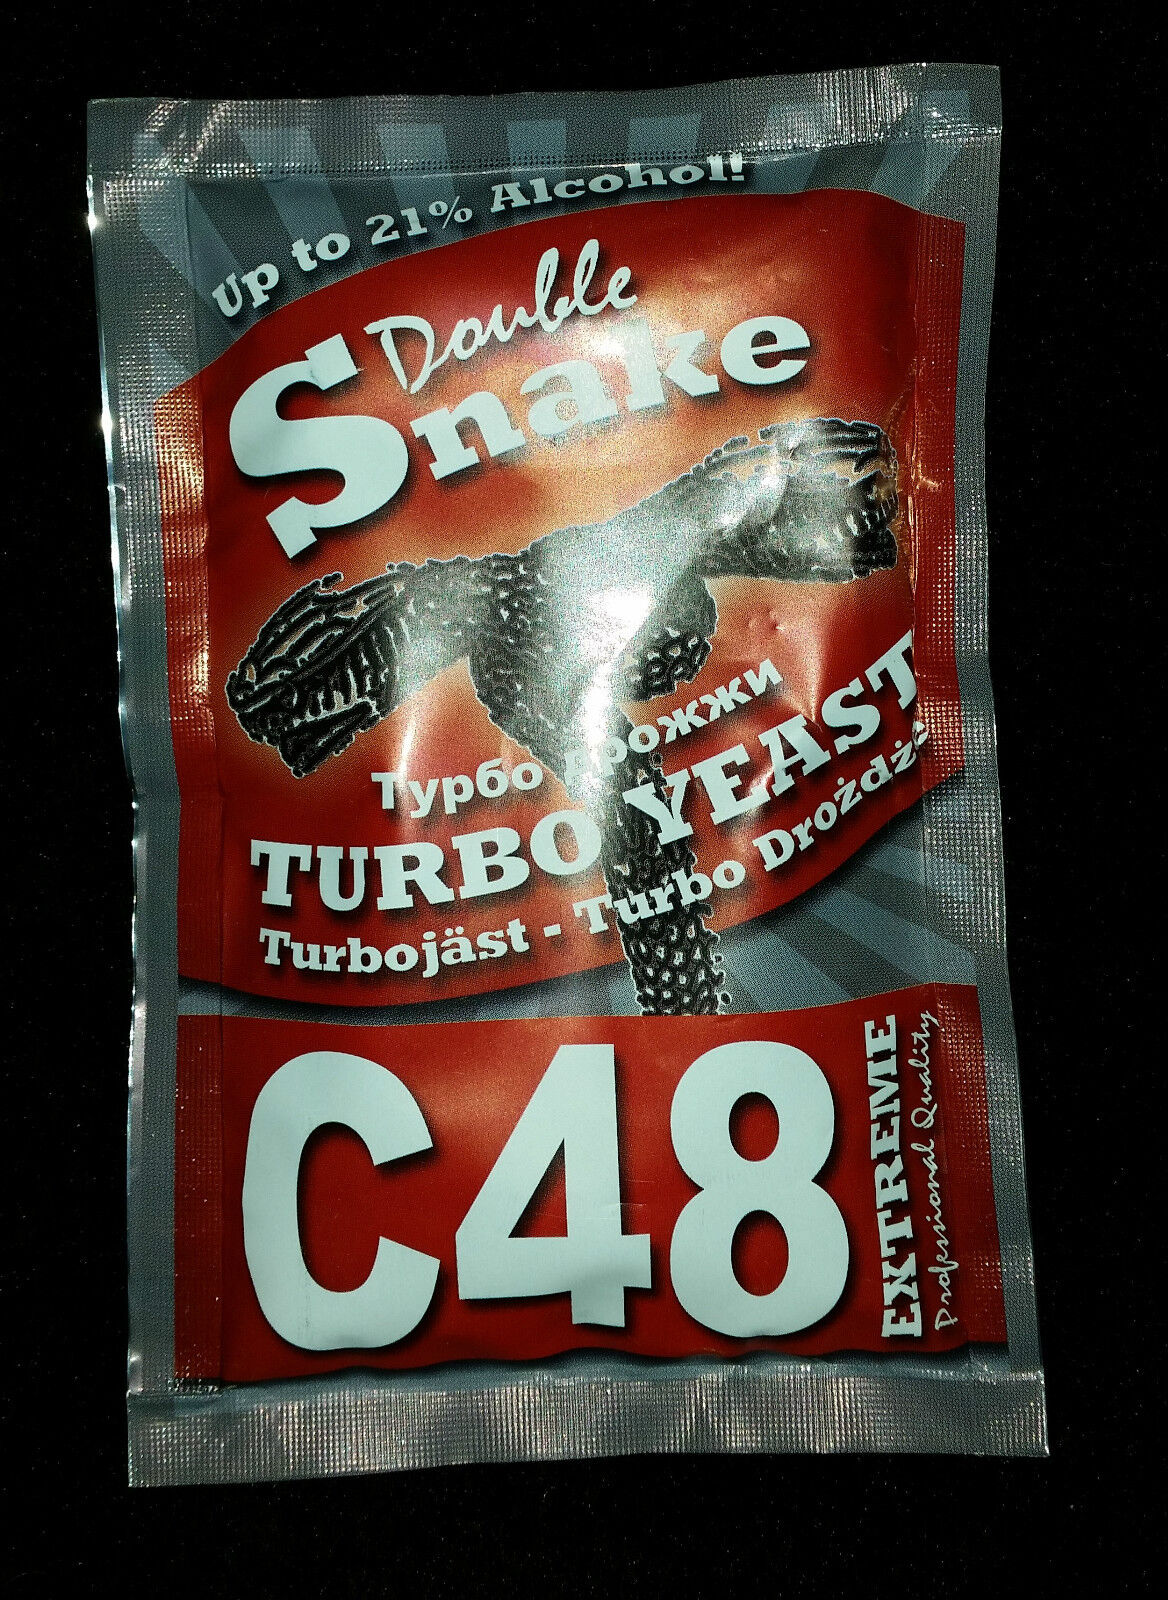 Up to 21% Alcohol!
Double
Snake
Турбо дрожжи
TURBO YEAST
Turbojäst - Turbo Drożdże
C48
EXTREME
Professional Quality